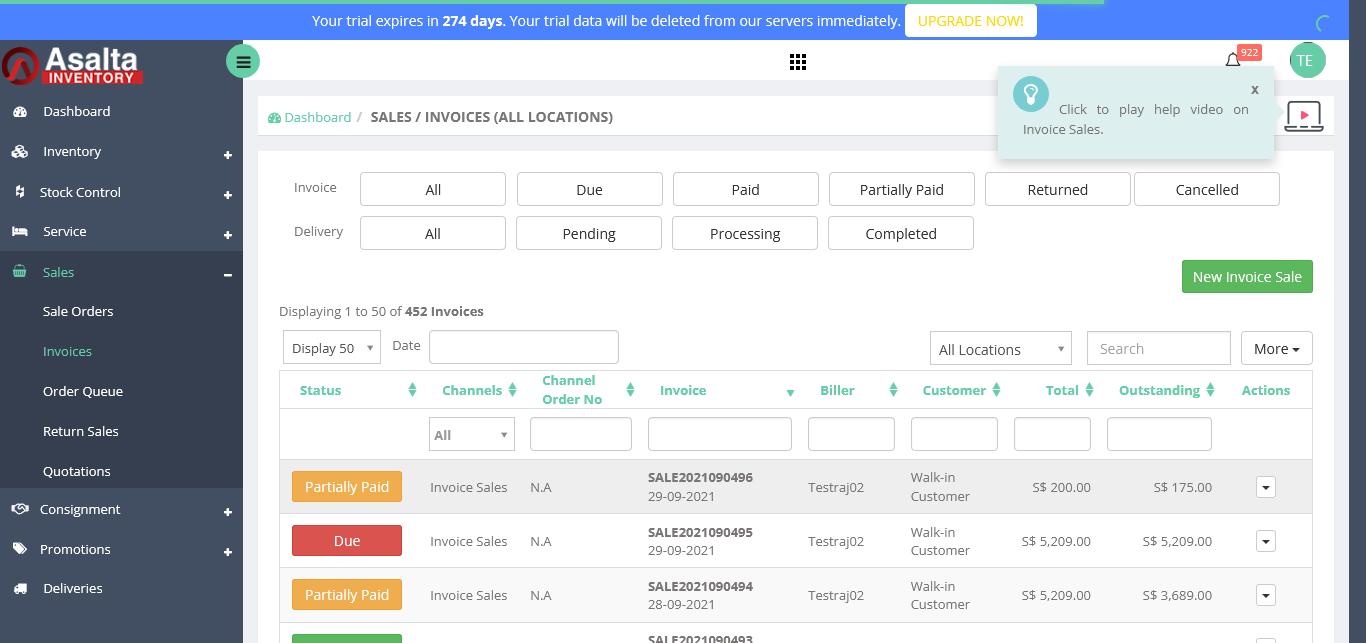 Your trial expires in 274 days. Your trial data will be deleted from our servers immediately. UPGRADE NOW!
Asalta
INVENTORY
922
TE
Dashboard
Inventory
Stock Control
Service
Sales
Sale Orders
Invoices
Order Queue
Return Sales
Quotations
Consignment
Promotions
Deliveries
Dashboard / SALES / INVOICES (ALL LOCATIONS)
x
Click to play help video on
Invoice Sales.
Invoice All Due Paid Partially Paid Returned Cancelled
Delivery All Pending Processing Completed
New Invoice Sale
Displaying 1 to 50 of 452 Invoices
Display 50 Date All Locations Search More
Status Channels Channel Order No Invoice Biller Customer Total Outstanding Actions
All
Partially Paid Invoice Sales N.A SALE2021090496 29-09-2021 Testraj02 Walk-in Customer S$ 200.00 S$ 175.00
Due Invoice Sales N.A SALE2021090495 29-09-2021 Testraj02 Walk-in Customer S$ 5,209.00 S$ 5,209.00
Partially Paid Invoice Sales N.A SALE2021090494 28-09-2021 Testraj02 Walk-in Customer S$ 5,209.00 S$ 3,689.00
SALE2021090493